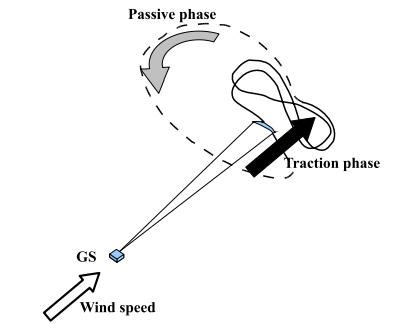 Passive phase
Traction phase
GS
Wind speed